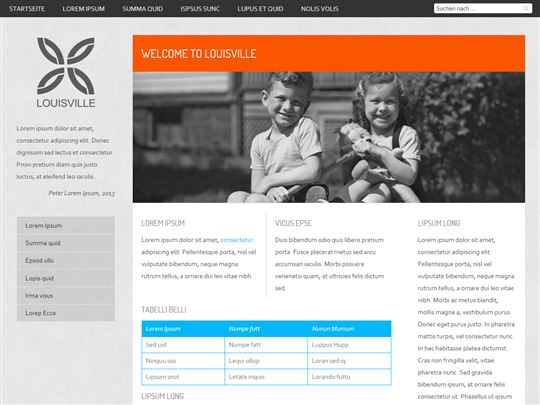 STARTSEITE LOREM IPSUM SUMMA QUID ISPSUS SUNC LUPUS ET QUID NOLIS VOLIS Suchen nach ...
LOUISVILLE
Lorem ipsum dolor sit amet,
consectetur adipiscing elit. Donec
dignissim sed lectus et consectetur.
Proin pretium diam quis justo
luctus, at eleifend leo iaculis.
Peter Lorem Ipsum, 2013
Lorem Ipsum
Summa quid
Epsod ullu
Lopis quid
Irma visus
Lorep Ecce
WELCOME TO LOUISVILLE
LOREM IPSUM
Lorem ipsum dolor sit amet, consectetur
adipiscing elit. Pellentesque porta, nisl vel
vulputate bibendum, neque magna
rutrum tellus, a ornare dui leo vitae nibh.
VICUS EPSE
Duis bibendum odio quis libero pretium
porta. Fusce placerat metus sed arcu
accumsan iaculis. Morbi posuere
venenatis quam, at ultricies felis dictum
sed.
TABELLI BELLI
Lorem Ipsum Numpe futt Nunun Mumum
Sed uid Numpe fatt Luppus Hupp
Ninquu issi Lequi ollop Loran sed iq
Lipsum orot Letata inquis Lorando futtu
LIPSUM LONG
LIPSUM LONG
Lorem ipsum dolor sit amet,
consectetur adipiscing elit.
Pellentesque porta, nisl vel
vulputate bibendum, neque
magna rutrum tellus, a
ornare dui leo vitae nibh.
Morbi ac metus blandit,
mollis magna a, vestibulum
purus. Donec eget purus
justo. In pharetra mattis
turpis, vel consectetur nunc.
In hac habitasse platea
dictumst. Cras non fringilla
velit, vitae pharetra nisi. Sed
gravida bibendum ipsum, at
ornare felis consectetur ut.
Phasellus ut ipsum